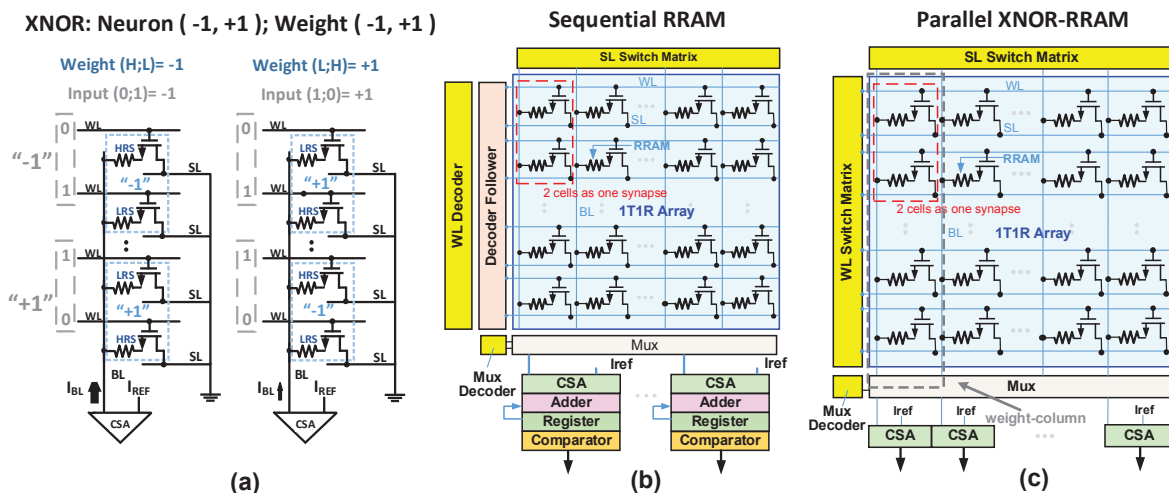 XNOR: Neuron ( -1, +1 ); Weight ( -1, +1 )
Weight (H;L)= -1
Weight (L;H)= +1
Input (0;1)= -1
Input (1;0)= +1
0
WL
HRS
"-1"
"-1"
SL
1
WL
LRS
SL
1
WL
LRS
"+1"
"+1"
SL
0
WL
HRS
SL
BL
I_BL
I_REF
CSA
0
WL
LRS
"+1"
SL
1
WL
HRS
SL
1
WL
HRS
"-1"
SL
0
WL
LRS
SL
BL
I_BL
I_REF
CSA
(a)
Sequential RRAM
SL Switch Matrix
WL Decoder
Decoder Follower
WL
SL
RRAM
2 cells as one synapse
BL
1T1R Array
Mux
Mux
Decoder
Iref
Iref
CSA
Adder
Register
Comparator
CSA
Adder
Register
Comparator
(b)
Parallel XNOR-RRAM
SL Switch Matrix
WL Switch Matrix
WL
SL
RRAM
2 cells as one synapse
BL
1T1R Array
Mux
Mux
Decoder
weight-column
Iref
Iref
Iref
CSA
CSA
CSA
(c)